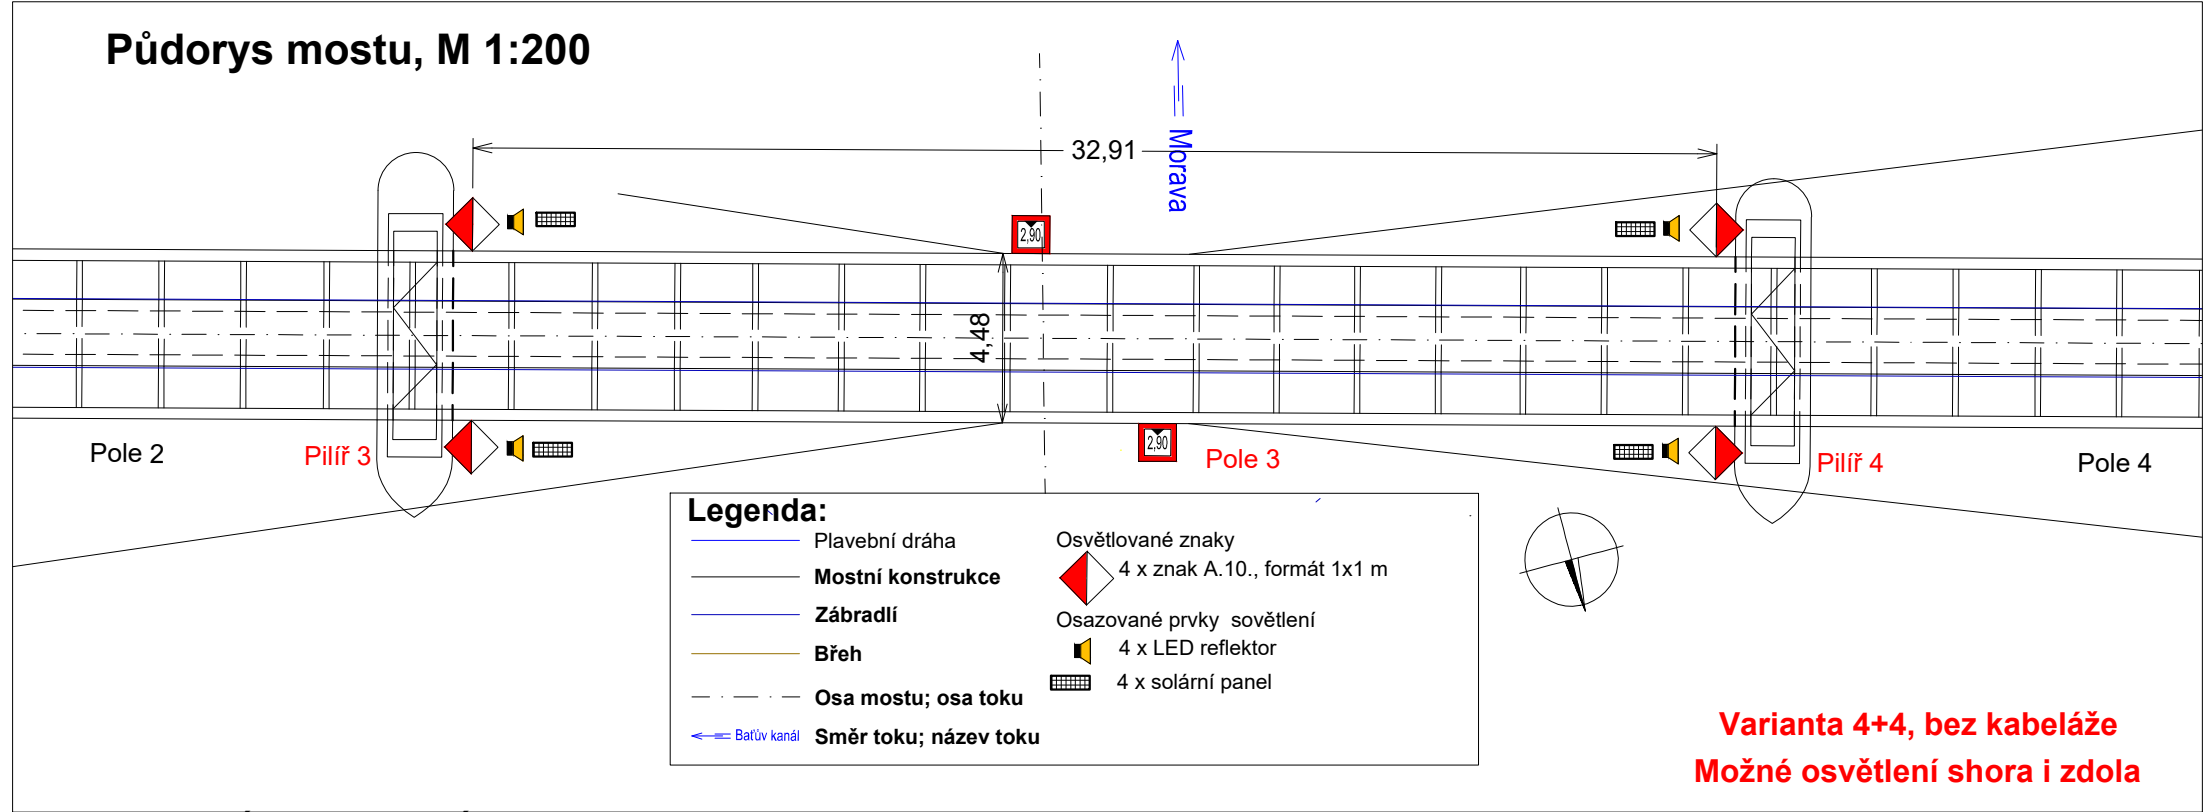 Půdorys mostu, M 1:200
32,91
Morava
2,90
4,48
2,90
Pole 2
Pilíř 3
Pole 3
Pilíř 4
Pole 4
Legenda:
Plavební dráha
Mostní konstrukce
Zábradlí
Břeh
Osa mostu; osa toku
Baťův kanál
Směr toku; název toku
Osvětlované znaky
4 x znak A.10., formát 1x1 m
Osazované prvky sovětlení
4 x LED reflektor
4 x solární panel
Varianta 4+4, bez kabeláže
Možné osvětlení shora i zdola